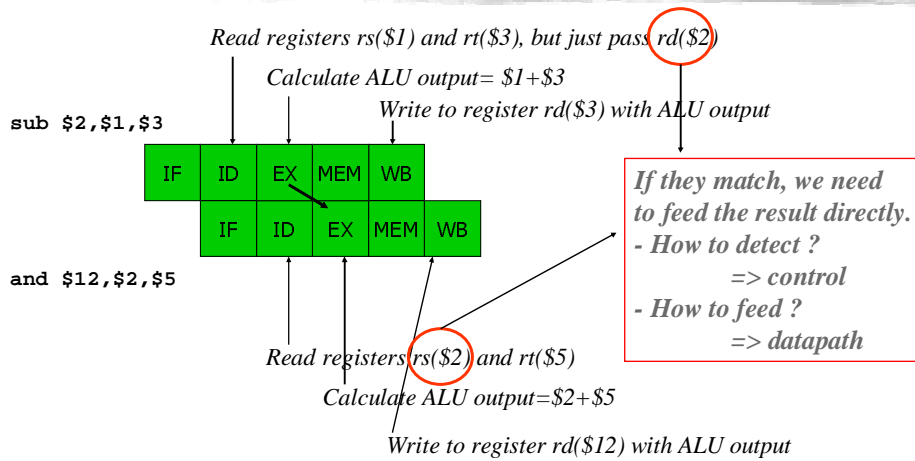 Read registers rs($1) and rt($3), but just pass rd($2)
Calculate ALU output= $1+$3
Write to register rd($3) with ALU output
sub $2,$1,$3
IF ID EX MEM WB
IF ID EX MEM WB
and $12,$2,$5
If they match, we need
to feed the result directly.
- How to detect ?
=> control
- How to feed ?
=> datapath
Read registers rs($2) and rt($5)
Calculate ALU output=$2+$5
Write to register rd($12) with ALU output